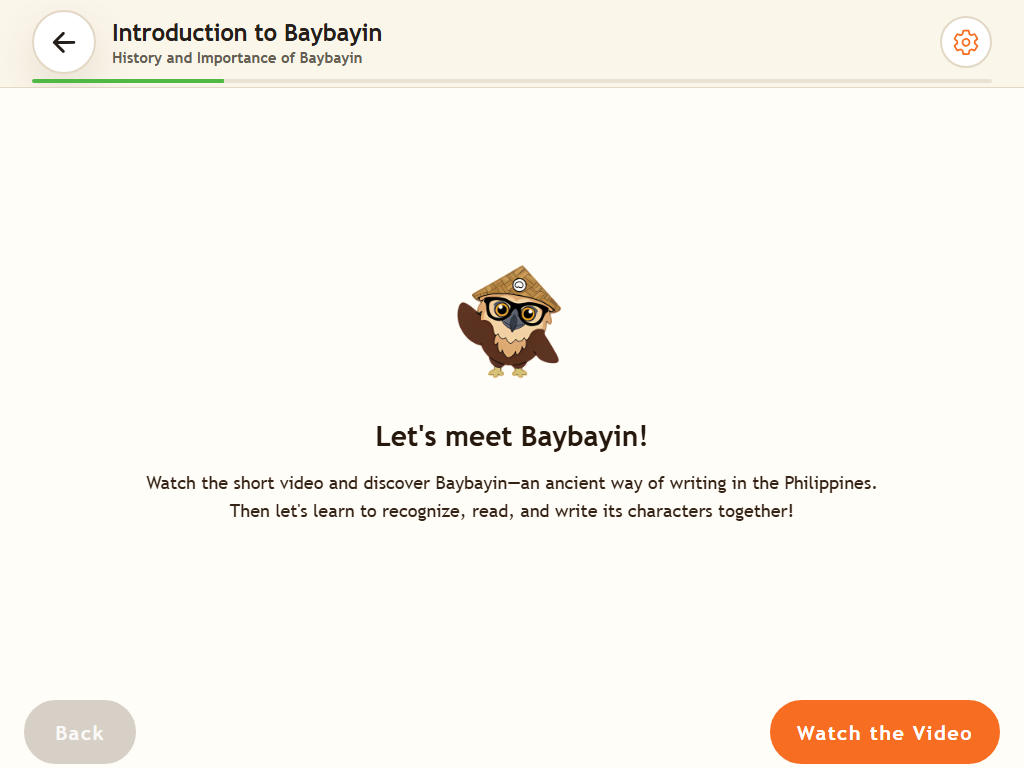 Introduction to Baybayin
History and Importance of Baybayin
Let's meet Baybayin!
Watch the short video and discover Baybayin—an ancient way of writing in the Philippines.
Then let's learn to recognize, read, and write its characters together!
Back
Watch the Video